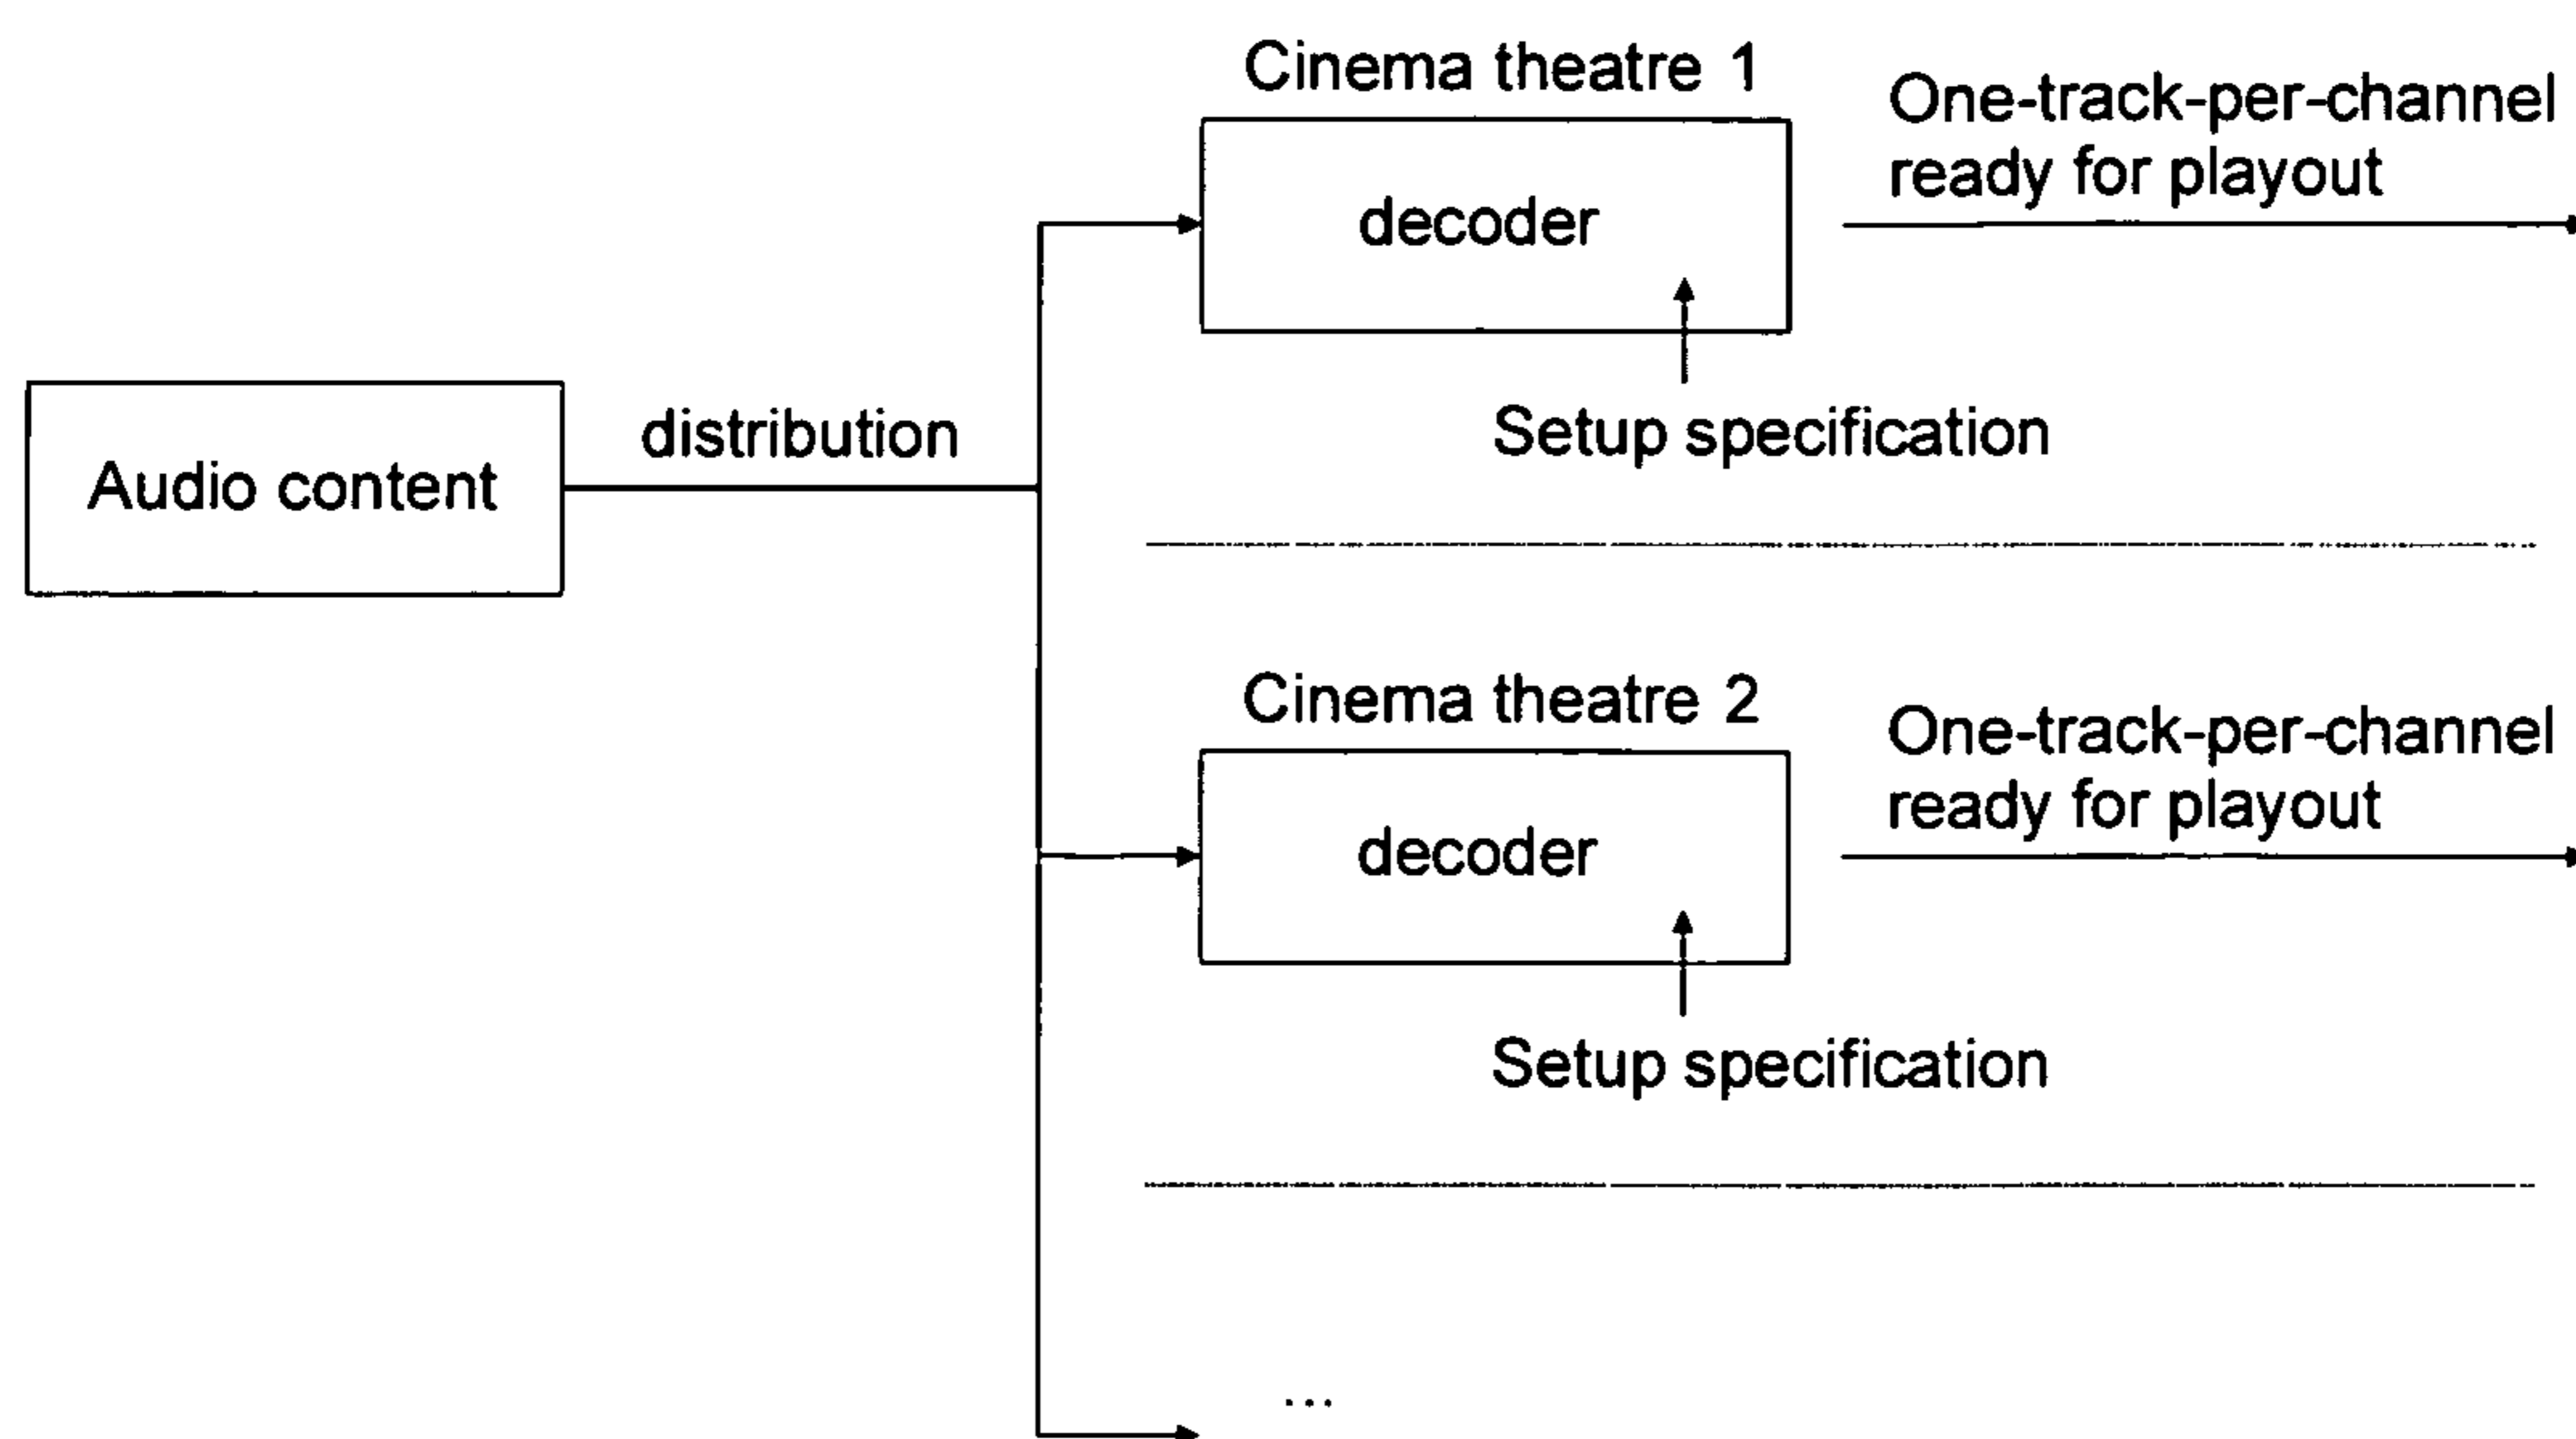 Cinema theatre 1
One-track-per-channel
ready for playout
decoder
Setup specification
distribution
Audio content
Cinema theatre 2
One-track-per-channel
ready for playout
decoder
Setup specification
...